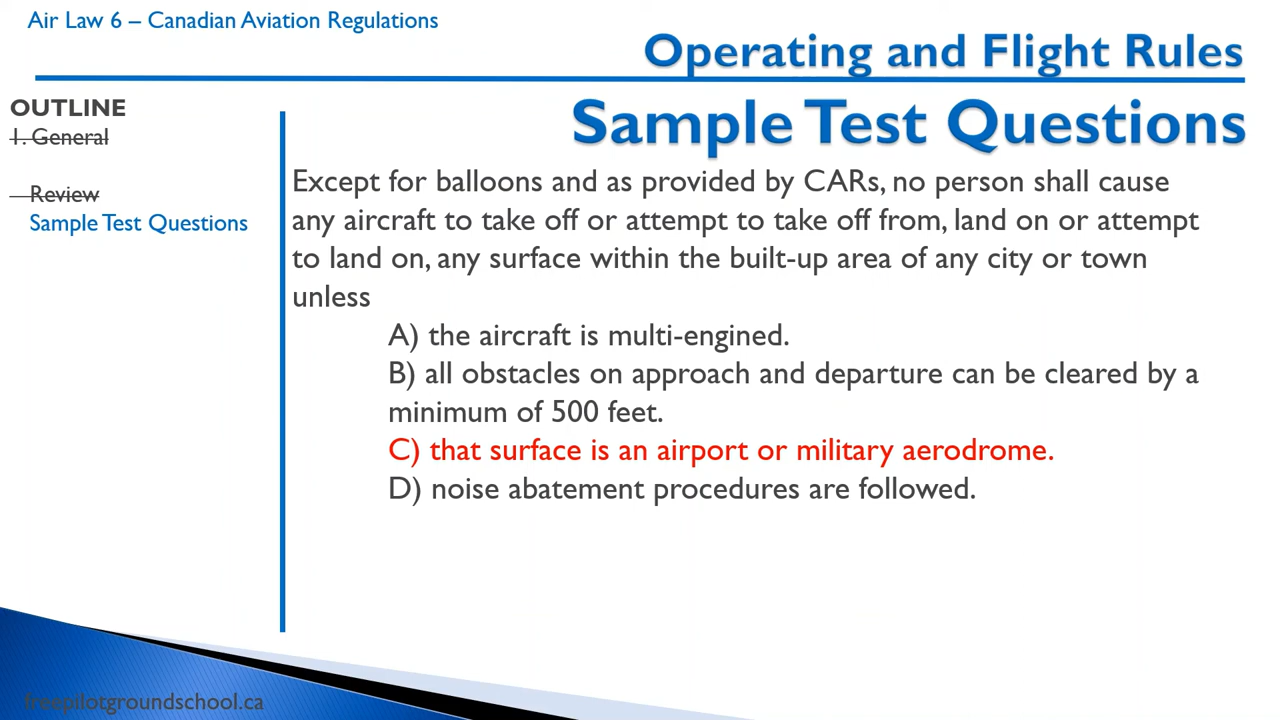 Air Law 6 – Canadian Aviation Regulations
Operating and Flight Rules
OUTLINE
1. General
Review
Sample Test Questions
Sample Test Questions
Except for balloons and as provided by CARs, no person shall cause
any aircraft to take off or attempt to take off from, land on or attempt
to land on, any surface within the built-up area of any city or town
unless
A) the aircraft is multi-engined.
B) all obstacles on approach and departure can be cleared by a
minimum of 500 feet.
C) that surface is an airport or military aerodrome.
D) noise abatement procedures are followed.
freepilotgroundschool.ca